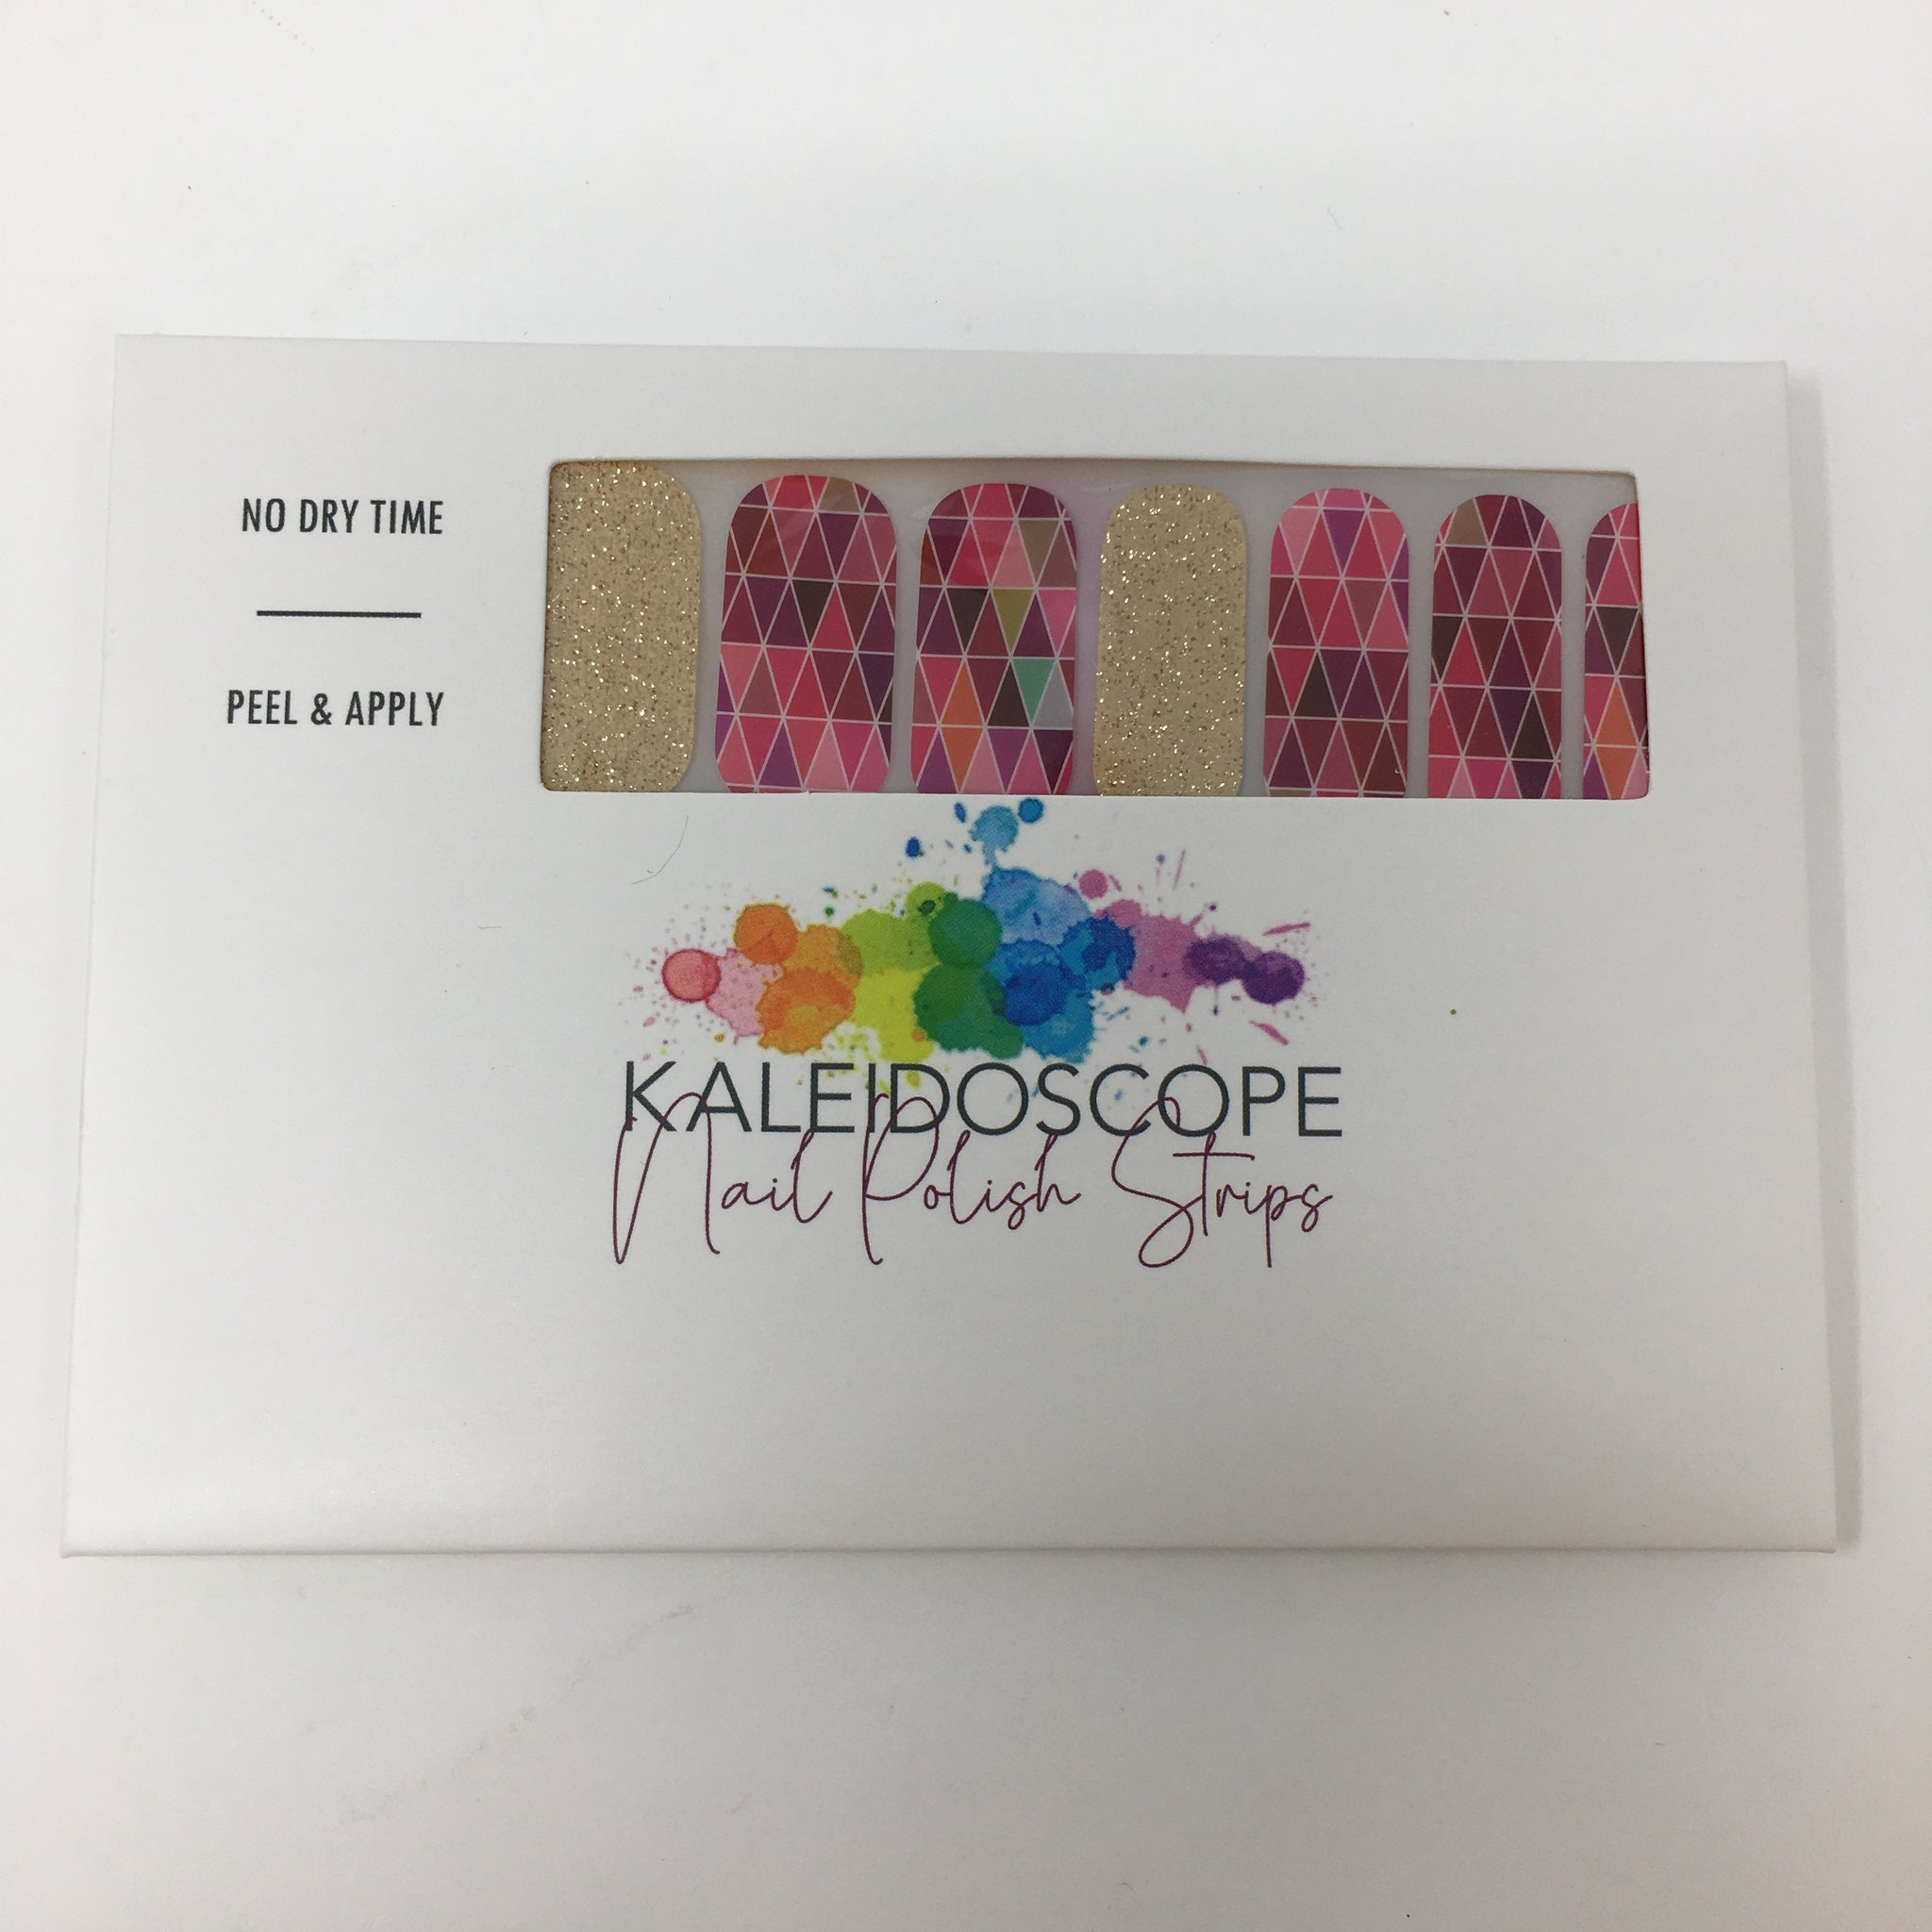 NO DRY TIME
PEEL & APPLY
KALEIDOSCOPE
Nail Polish Strips